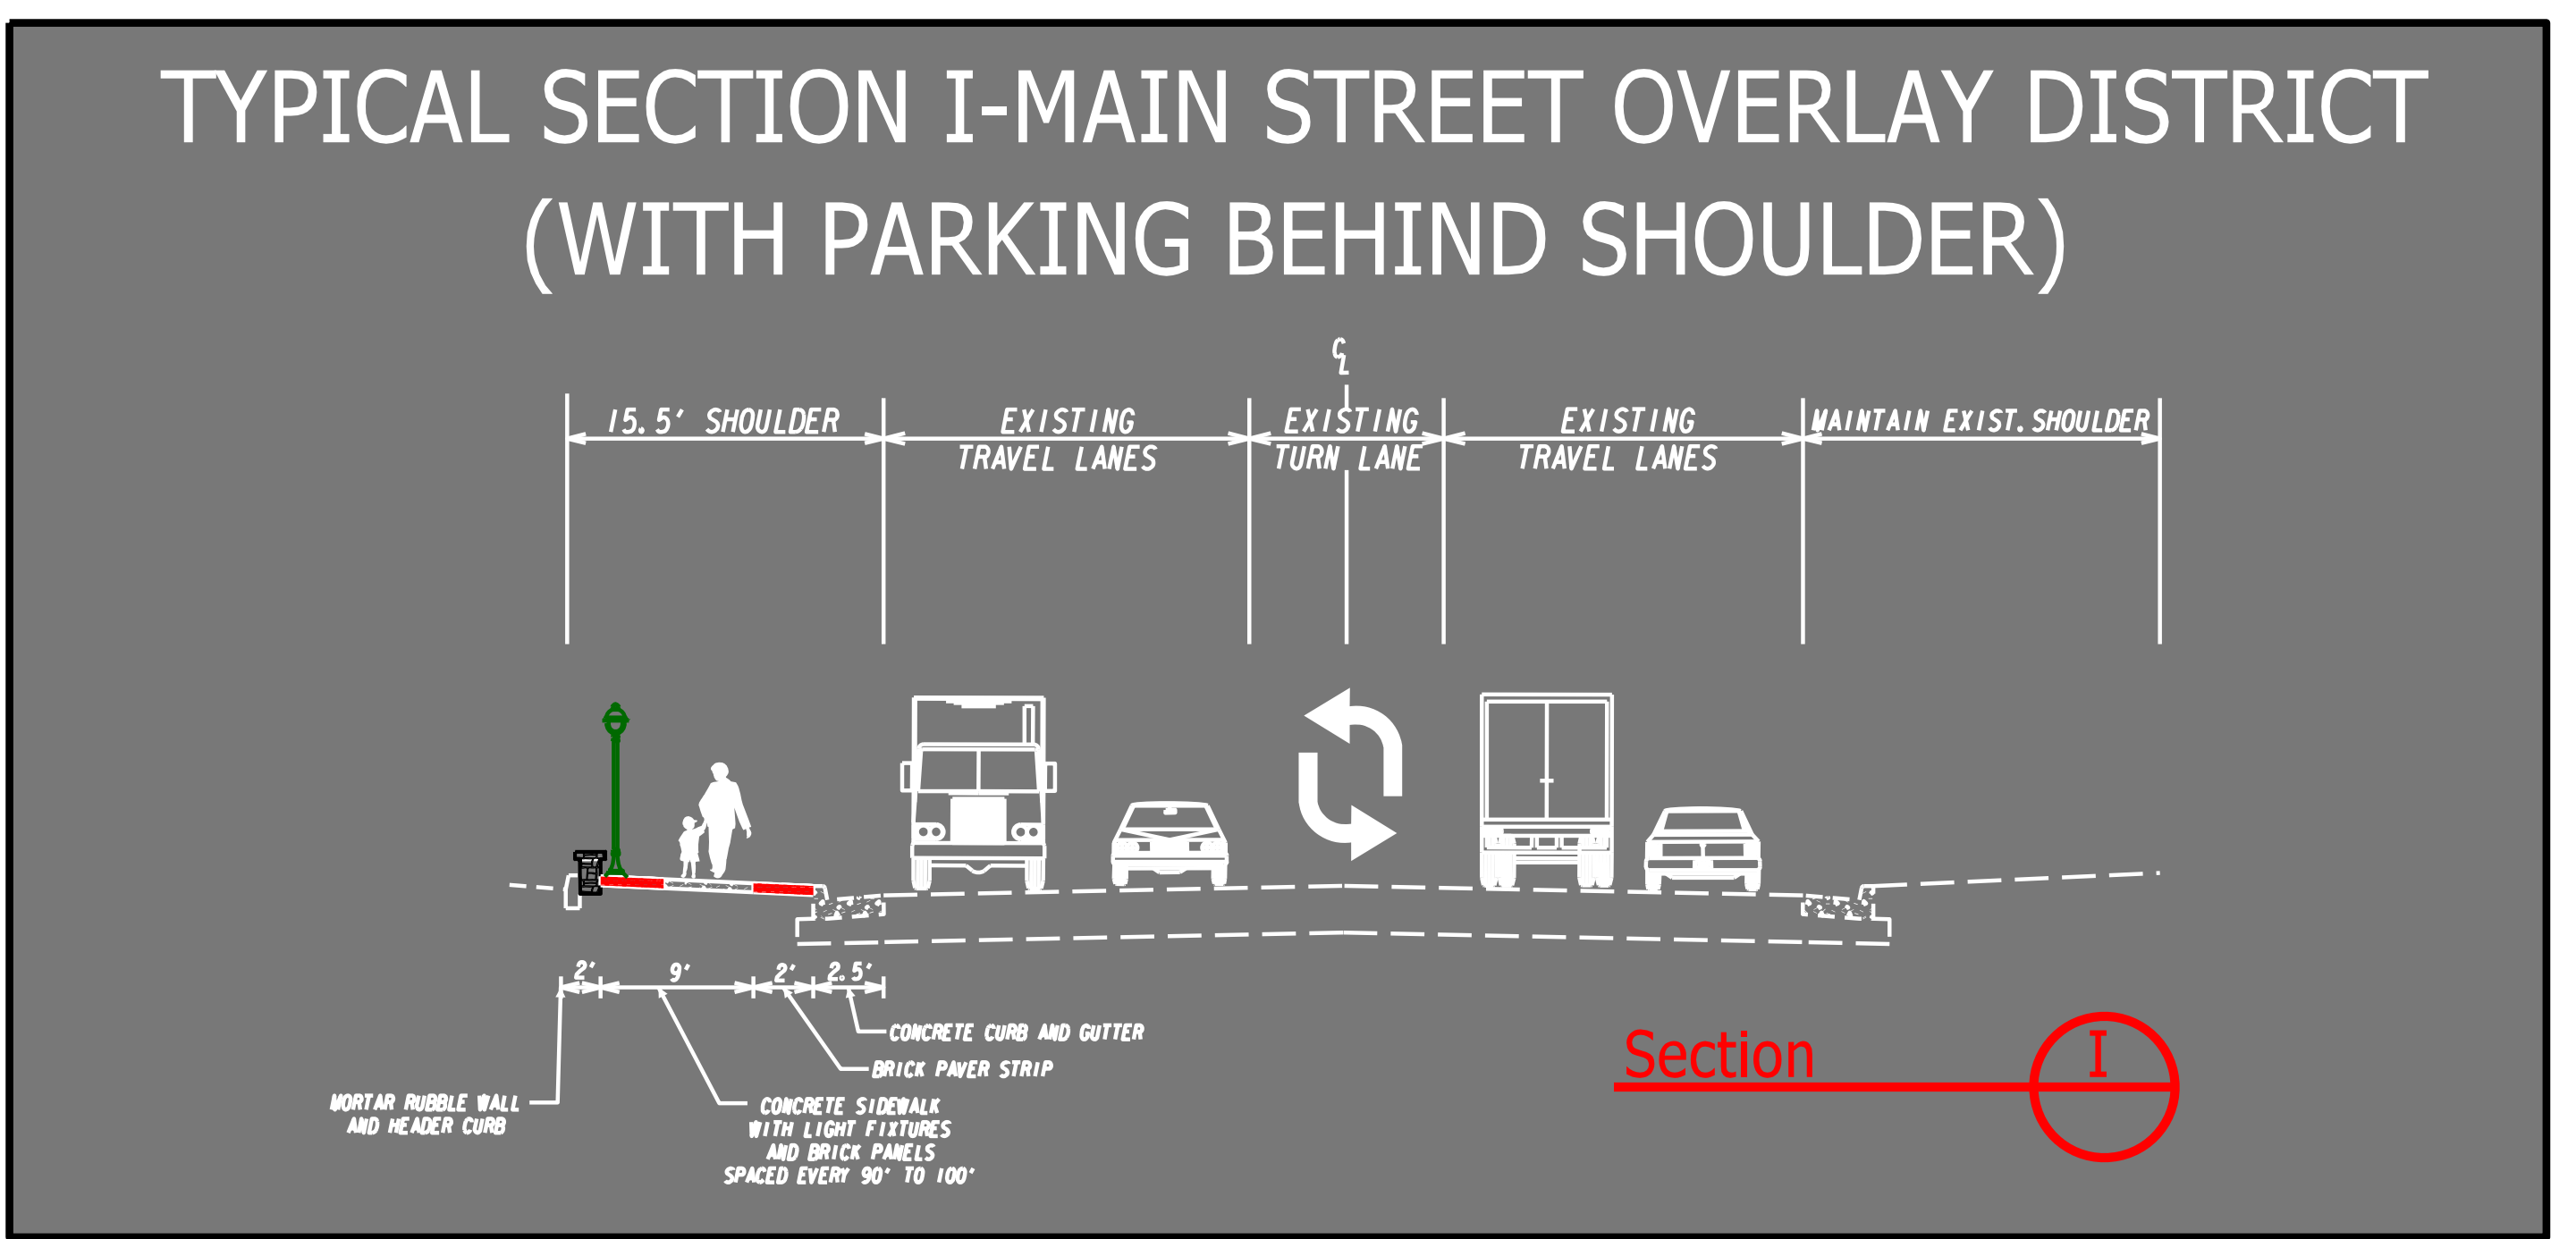 TYPICAL SECTION I-MAIN STREET OVERLAY DISTRICT
(WITH PARKING BEHIND SHOULDER)
℄
15.5' SHOULDER
EXISTING
TRAVEL LANES
EXISTING
TURN LANE
EXISTING
TRAVEL LANES
MAINTAIN EXIST. SHOULDER
2'
9'
2'
2.5'
CONCRETE CURB AND GUTTER
BRICK PAVER STRIP
MORTAR RUBBLE WALL
AND HEADER CURB
CONCRETE SIDEWALK
WITH LIGHT FIXTURES
AND BRICK PANELS
SPACED EVERY 90' TO 100'
Section
I